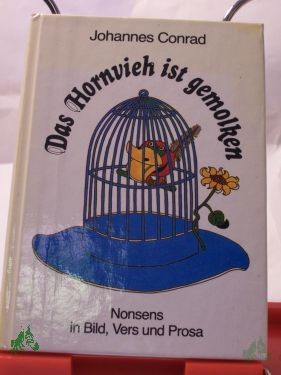 Johannes Conrad
Das Hornvieh ist gemolken
Nonsens
in Bild, Vers und Prosa